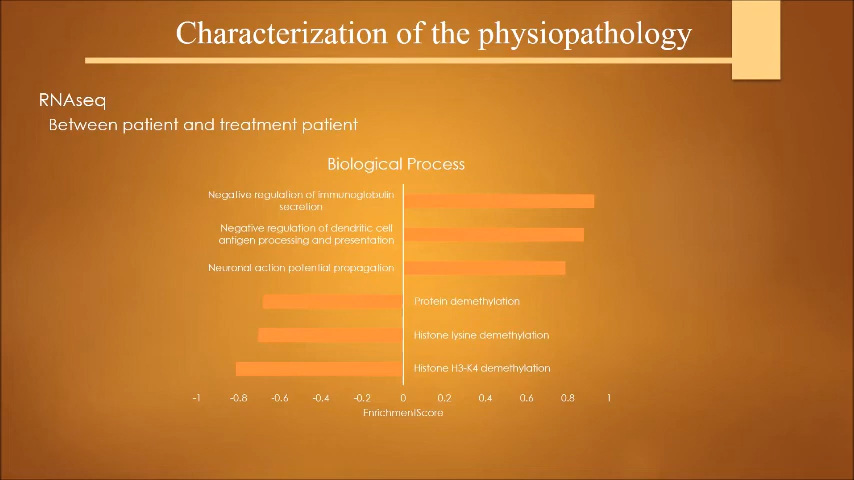 Characterization of the physiopathology
RNAseq
Between patient and treatment patient
Biological Process
Negative regulation of immunoglobulin
secretion
Negative regulation of dendritic cell
antigen processing and presentation
Neuronal action potential propagation
Protein demethylation
Histone lysine demethylation
Histone H3-K4 demethylation
-1 -0.8 -0.6 -0.4 -0.2 0 0.2 0.4 0.6 0.8 1
EnrichmentScore